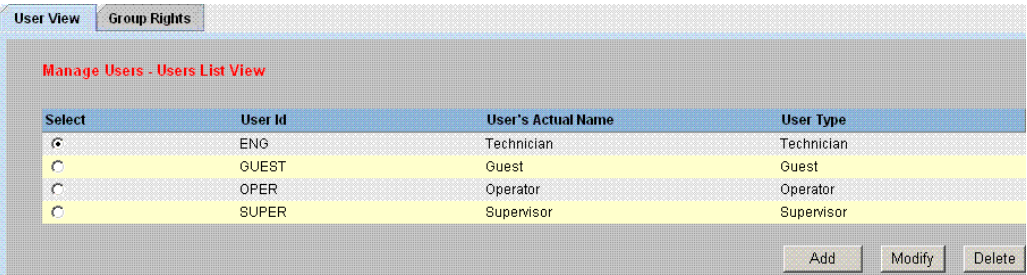 User View Group Rights
Manage Users - Users List View
Select User Id User's Actual Name User Type
ENG Technician Technician
GUEST Guest Guest
OPER Operator Operator
SUPER Supervisor Supervisor
Add Modify Delete